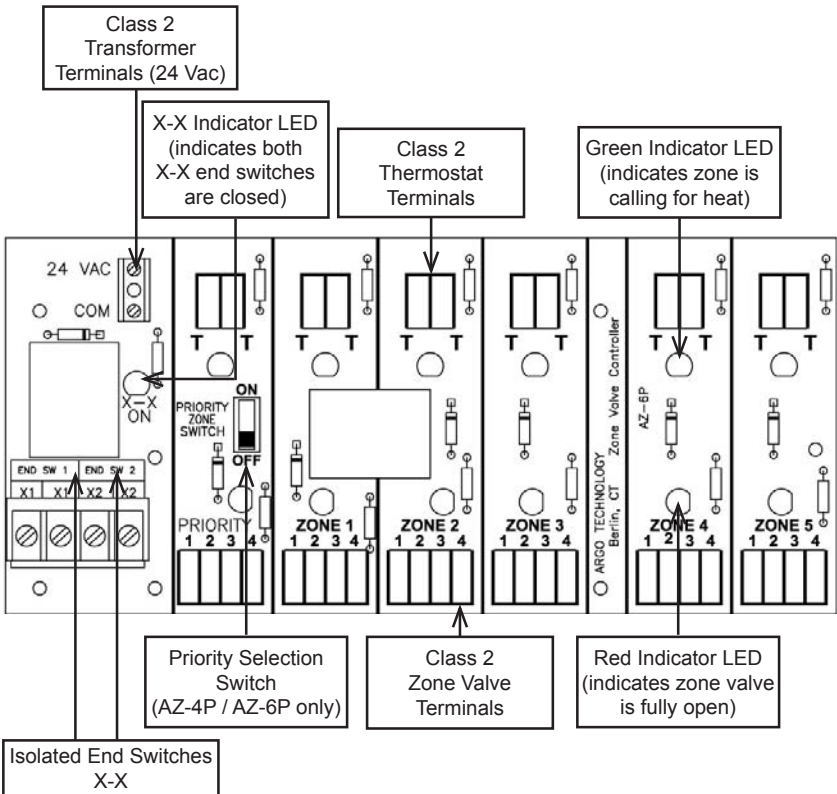 Class 2
Transformer
Terminals (24 Vac)
X-X Indicator LED
(indicates both
X-X end switches
are closed)
Class 2
Thermostat
Terminals
Green Indicator LED
(indicates zone is
calling for heat)
24 VAC
COM
X-X
ON
END SW 1
END SW 2
X1
X1
X2
X2
T T
PRIORITY
ZONE
SWITCH
ON
OFF
PRIORITY
1 2 3 4
T T
ZONE 1
1 2 3 4
T T
ZONE 2
1 2 3 4
T T
ZONE 3
1 2 3 4
ARGO TECHNOLOGY
Berlin, CT Zone Valve Controller
AZ-6P
T T
ZONE 4
1 2 3 4
T T
ZONE 5
1 2 3 4
Priority Selection
Switch
(AZ-4P / AZ-6P only)
Class 2
Zone Valve
Terminals
Red Indicator LED
(indicates zone valve
is fully open)
Isolated End Switches
X-X